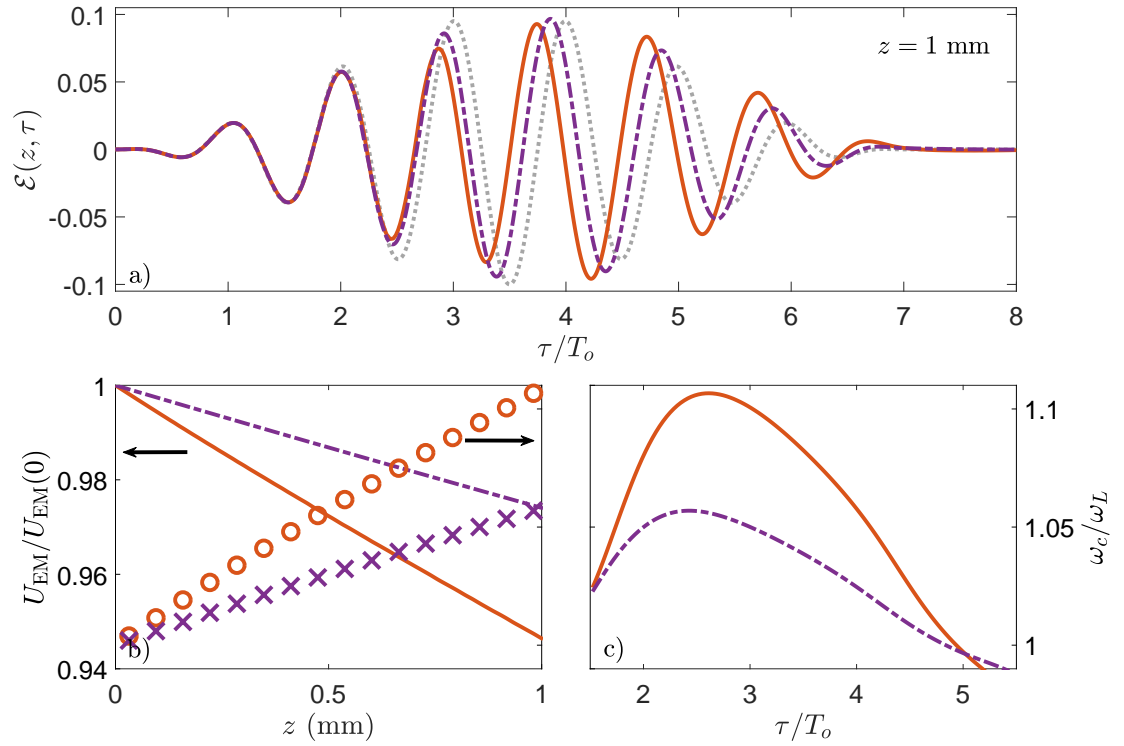 0.1
0.05
0
-0.05
-0.1
ℰ(z, τ)
z = 1 mm
a)
0 1 2 3 4 5 6 7 8
τ/T_o
1
0.98
0.96
0.94
U_EM/U_EM(0)
b)
0 0.5 1
z (mm)
c)
2 3 4 5
τ/T_o
1.1
1.05
1
ω_c/ω_L